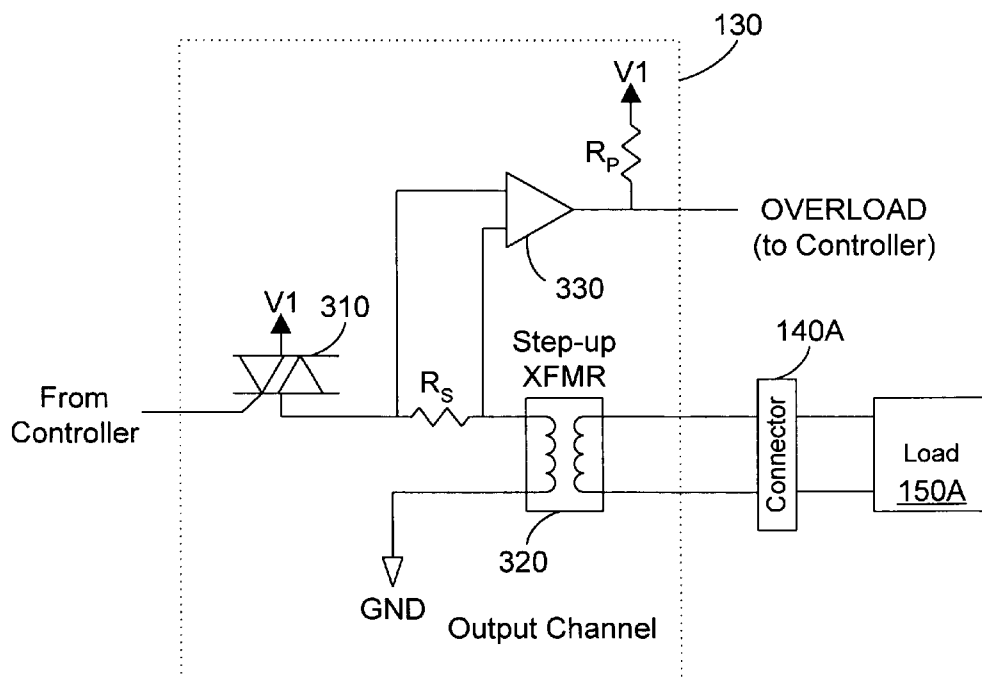 130
V1
RP
OVERLOAD
(to Controller)
330
V1
310
Step-up
XFMR
140A
From
Controller
RS
Connector
Load
150A
320
GND
Output Channel